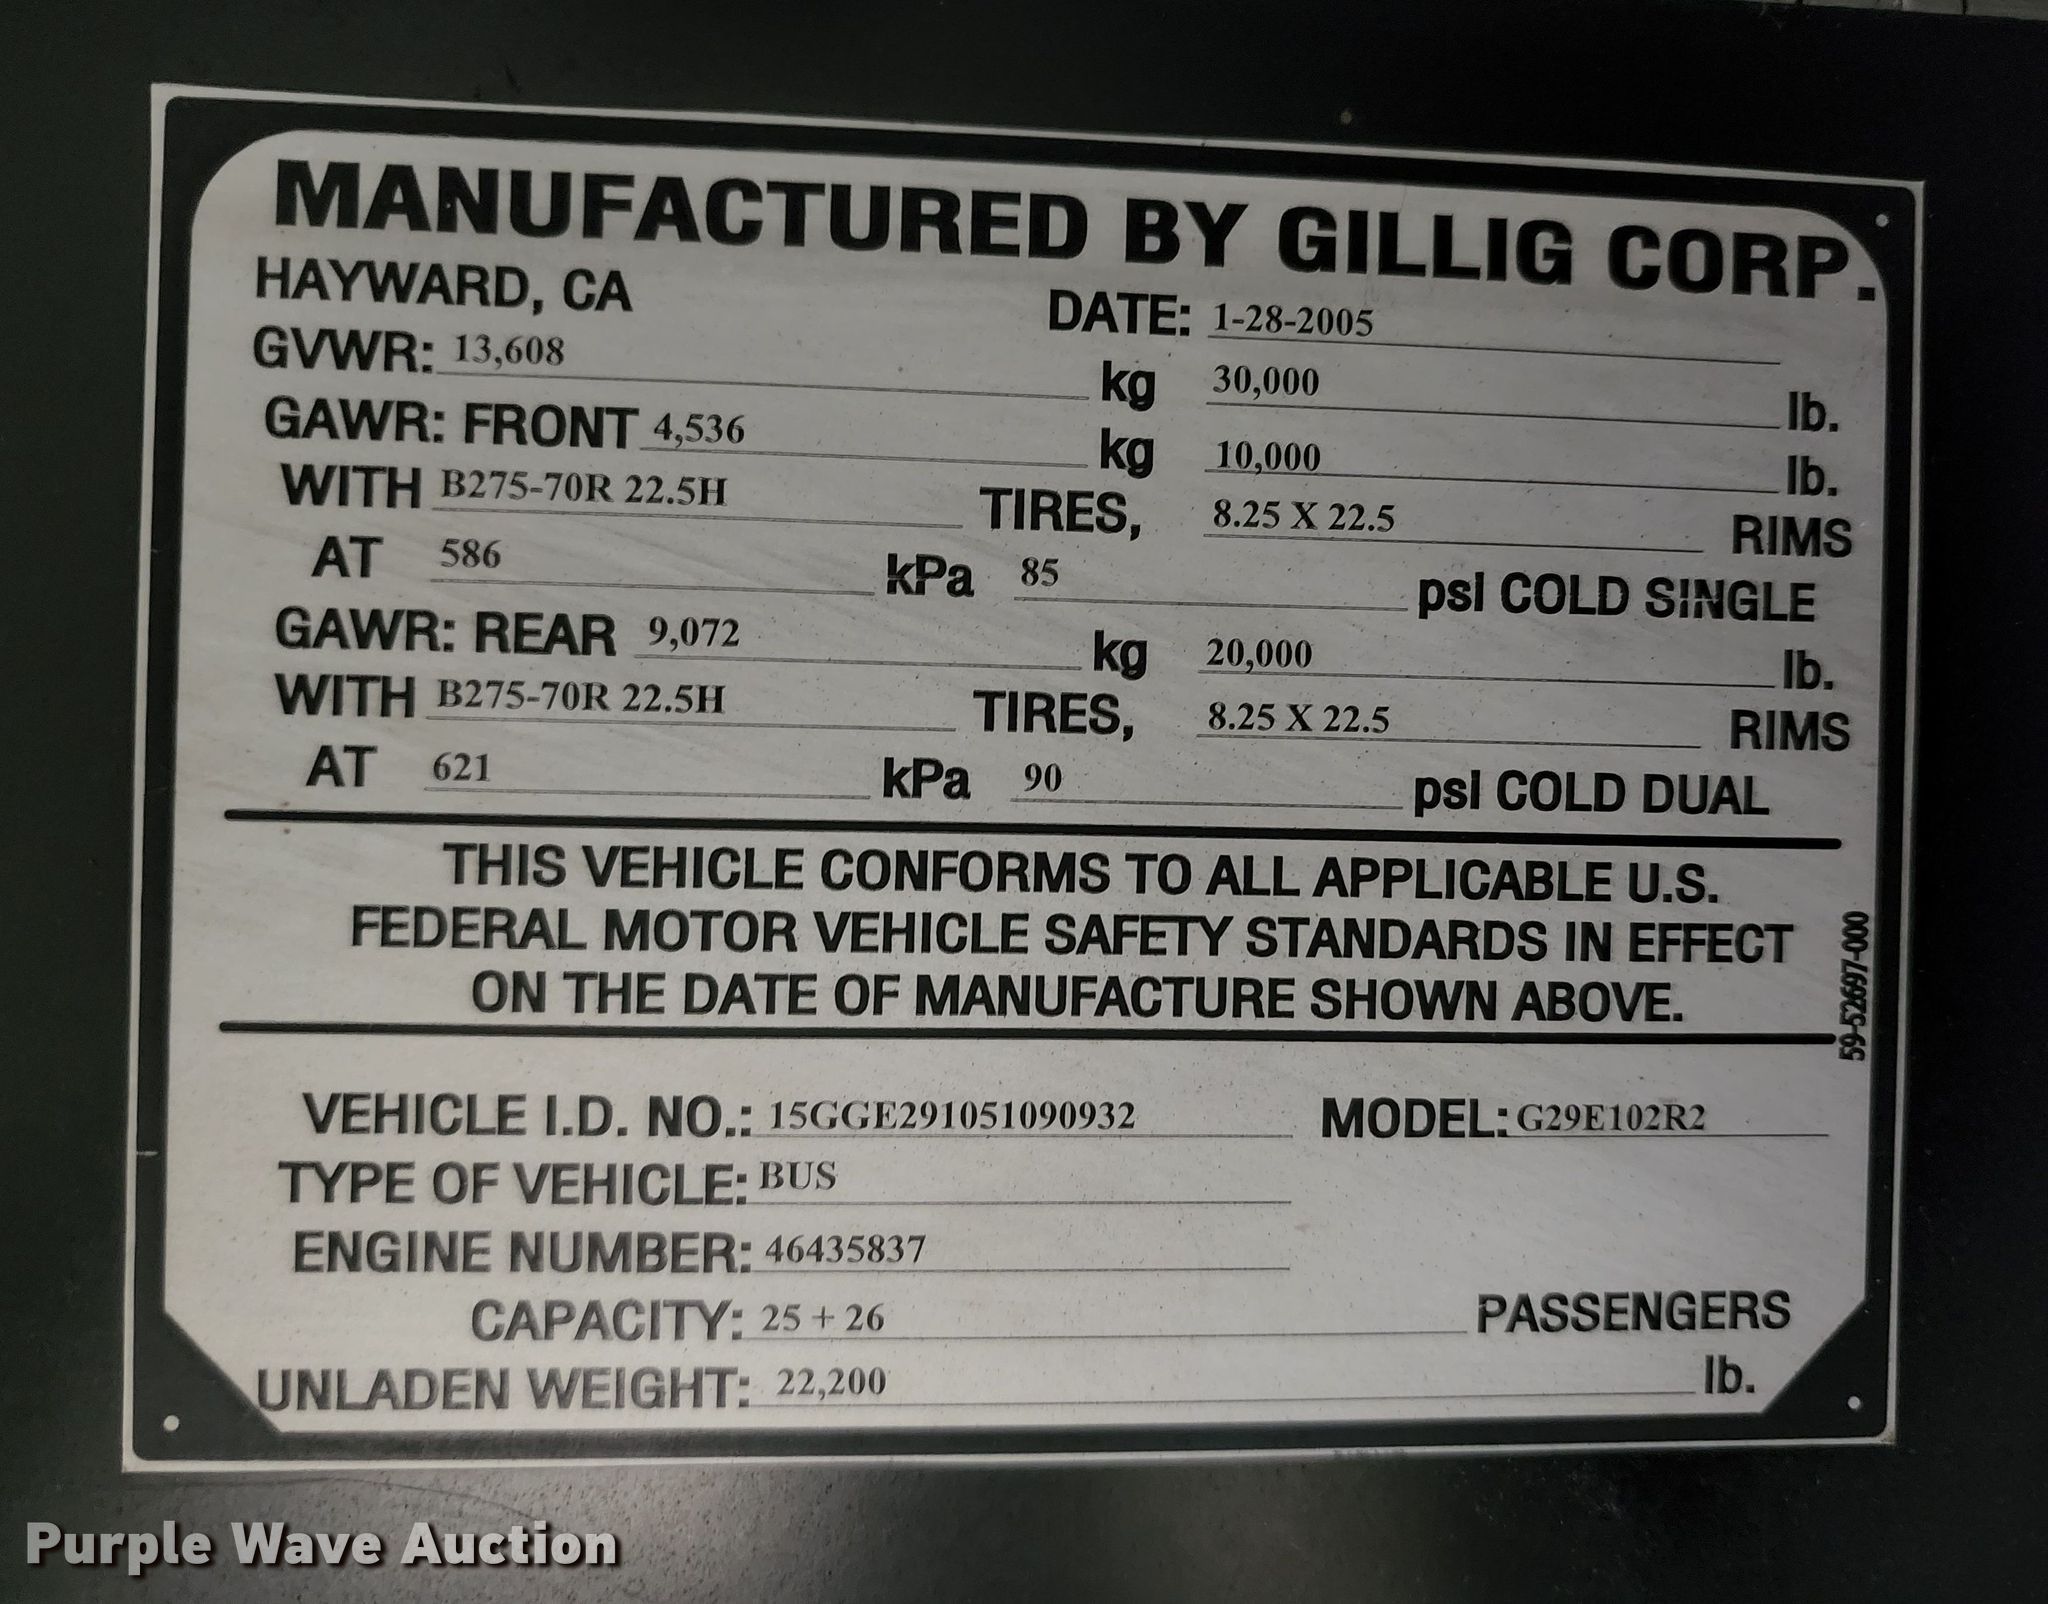 MANUFACTURED BY GILLIG CORP.
HAYWARD, CA DATE: 1-28-2005
GVWR: 13,608 kg 30,000 lb.
GAWR: FRONT 4,536 kg 10,000 lb.
WITH B275-70R 22.5H TIRES, 8.25 X 22.5 RIMS
AT 586 kPa 85 psi COLD SINGLE
GAWR: REAR 9,072 kg 20,000 lb.
WITH B275-70R 22.5H TIRES, 8.25 X 22.5 RIMS
AT 621 kPa 90 psi COLD DUAL
THIS VEHICLE CONFORMS TO ALL APPLICABLE U.S.
FEDERAL MOTOR VEHICLE SAFETY STANDARDS IN EFFECT
ON THE DATE OF MANUFACTURE SHOWN ABOVE.
59-52697-000
VEHICLE I.D. NO.: 15GGE291051090932 MODEL: G29E102R2
TYPE OF VEHICLE: BUS
ENGINE NUMBER: 46435837
CAPACITY: 25 + 26 PASSENGERS
UNLADEN WEIGHT: 22,200 lb.
Purple Wave Auction